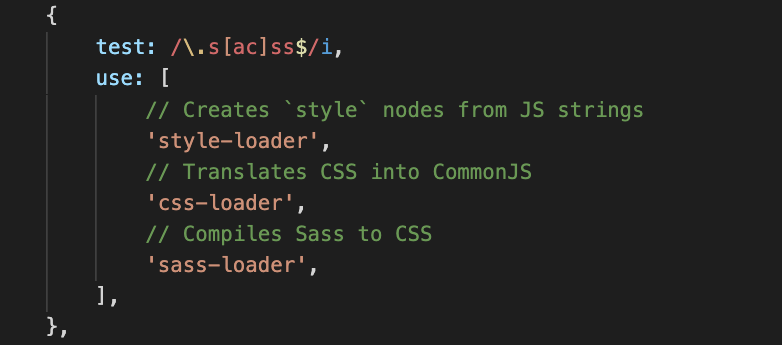 {
    test: /\.s[ac]ss$/i,
    use: [
        // Creates `style` nodes from JS strings
        'style-loader',
        // Translates CSS into CommonJS
        'css-loader',
        // Compiles Sass to CSS
        'sass-loader',
    ],
},